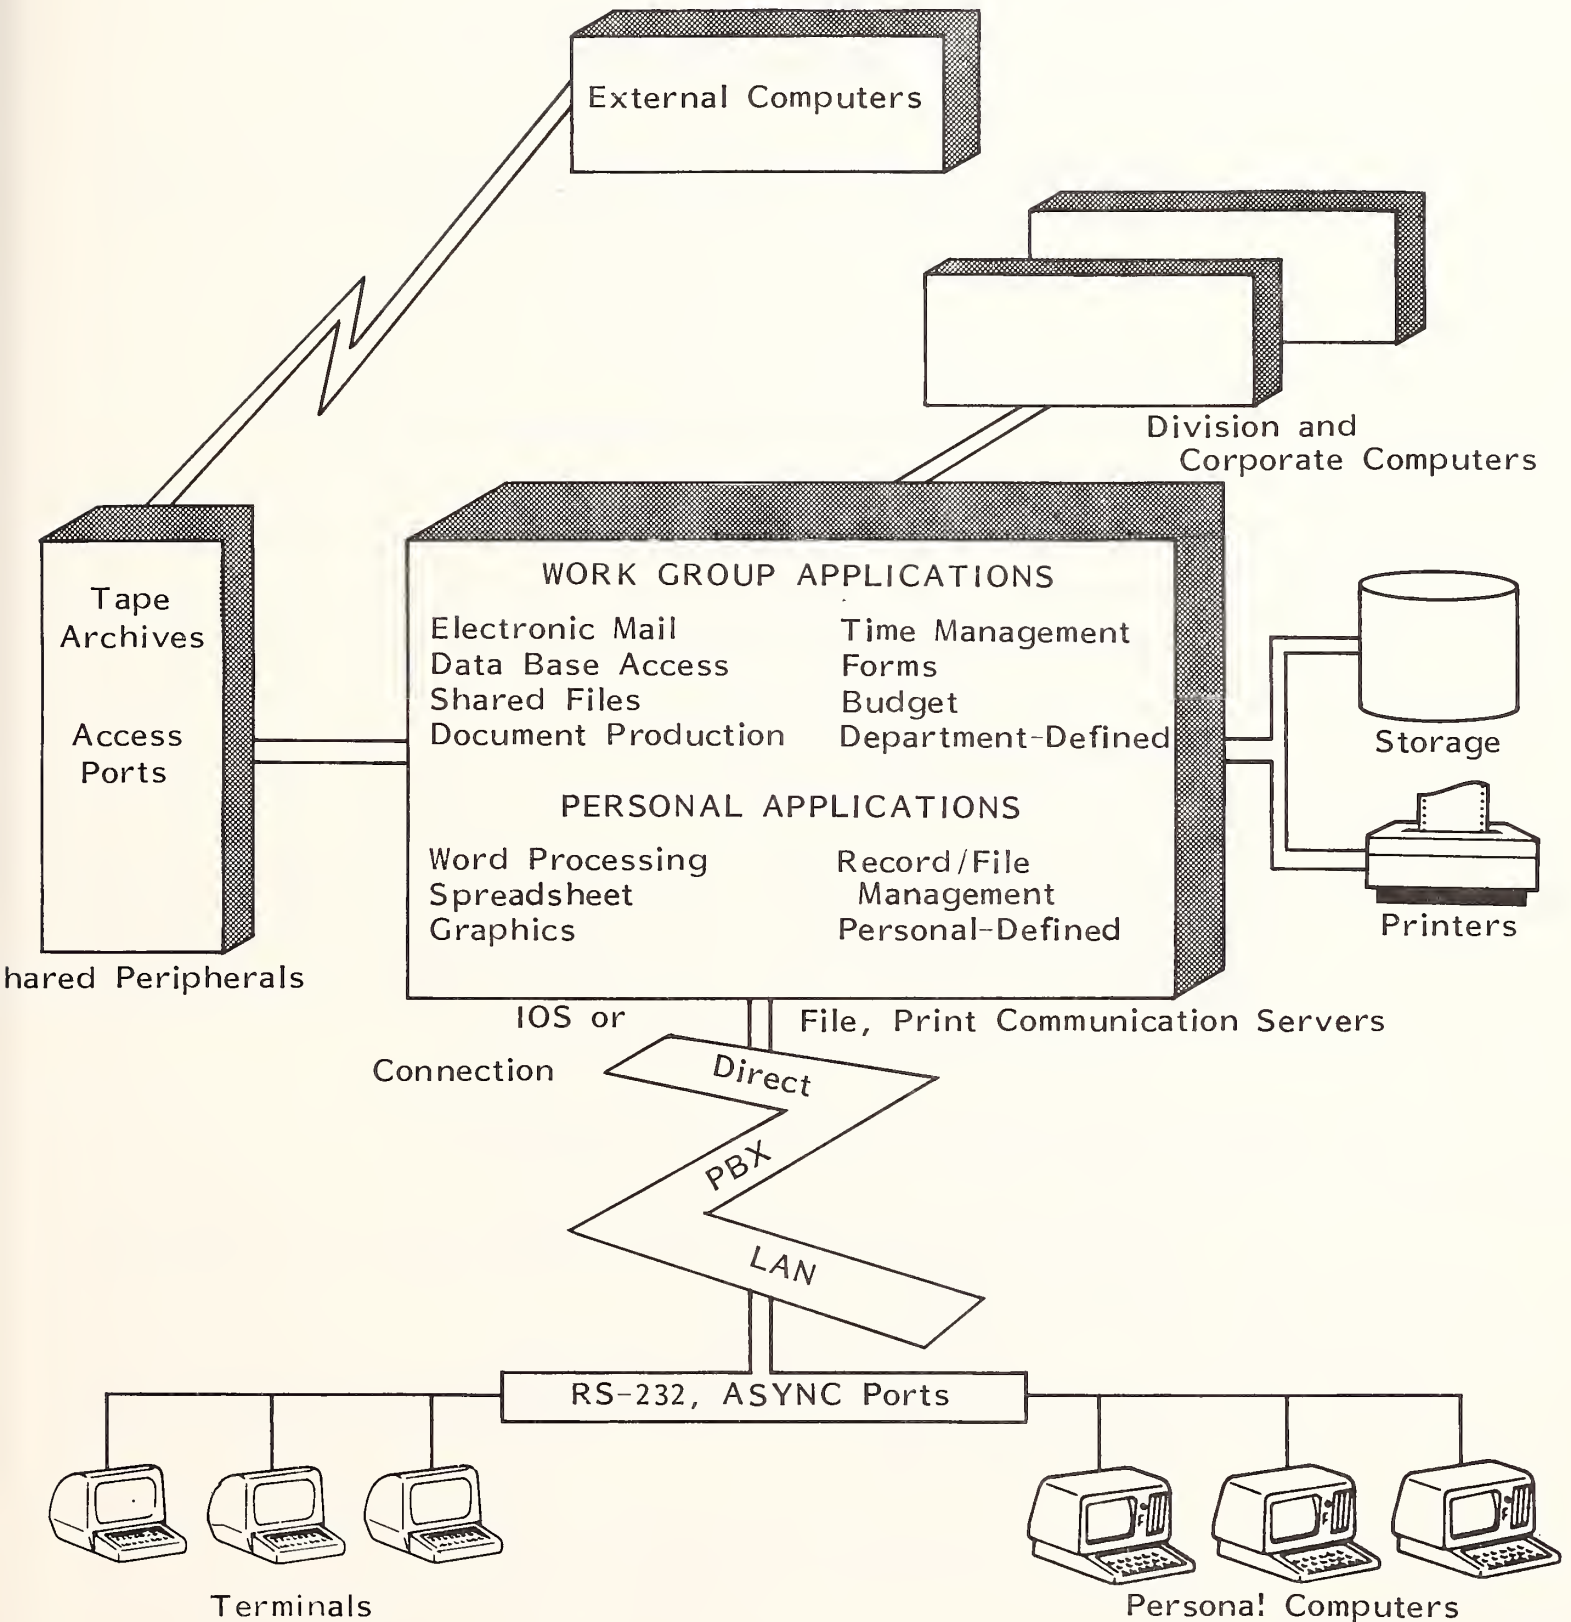 External Computers
Division and
Corporate Computers
Tape
Archives
Access
Ports
hared Peripherals
WORK GROUP APPLICATIONS
Electronic Mail
Data Base Access
Shared Files
Document Production
Time Management
Forms
Budget
Department-Defined
PERSONAL APPLICATIONS
Word Processing
Spreadsheet
Graphics
Record/File
Management
Personal-Defined
Storage
Printers
IOS or
File, Print Communication Servers
Connection
Direct
PBX
LAN
RS-232, ASYNC Ports
Terminals
Personal Computers